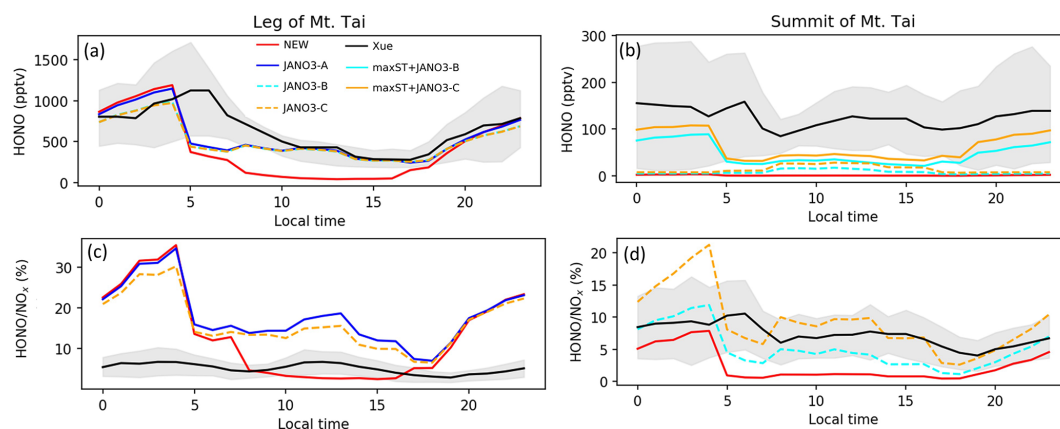 Leg of Mt. Tai
(a)
HONO (pptv)
1500
1000
500
0
NEW
JANO3-A
JANO3-B
JANO3-C
Xue
maxST+JANO3-B
maxST+JANO3-C
0 5 10 15 20
Local time
Summit of Mt. Tai
(b)
HONO (pptv)
300
200
100
0
0 5 10 15 20
Local time
(c)
HONO/NOₓ (%)
30
20
10
0 5 10 15 20
Local time
(d)
HONO/NOₓ (%)
20
15
10
5
0
0 5 10 15 20
Local time